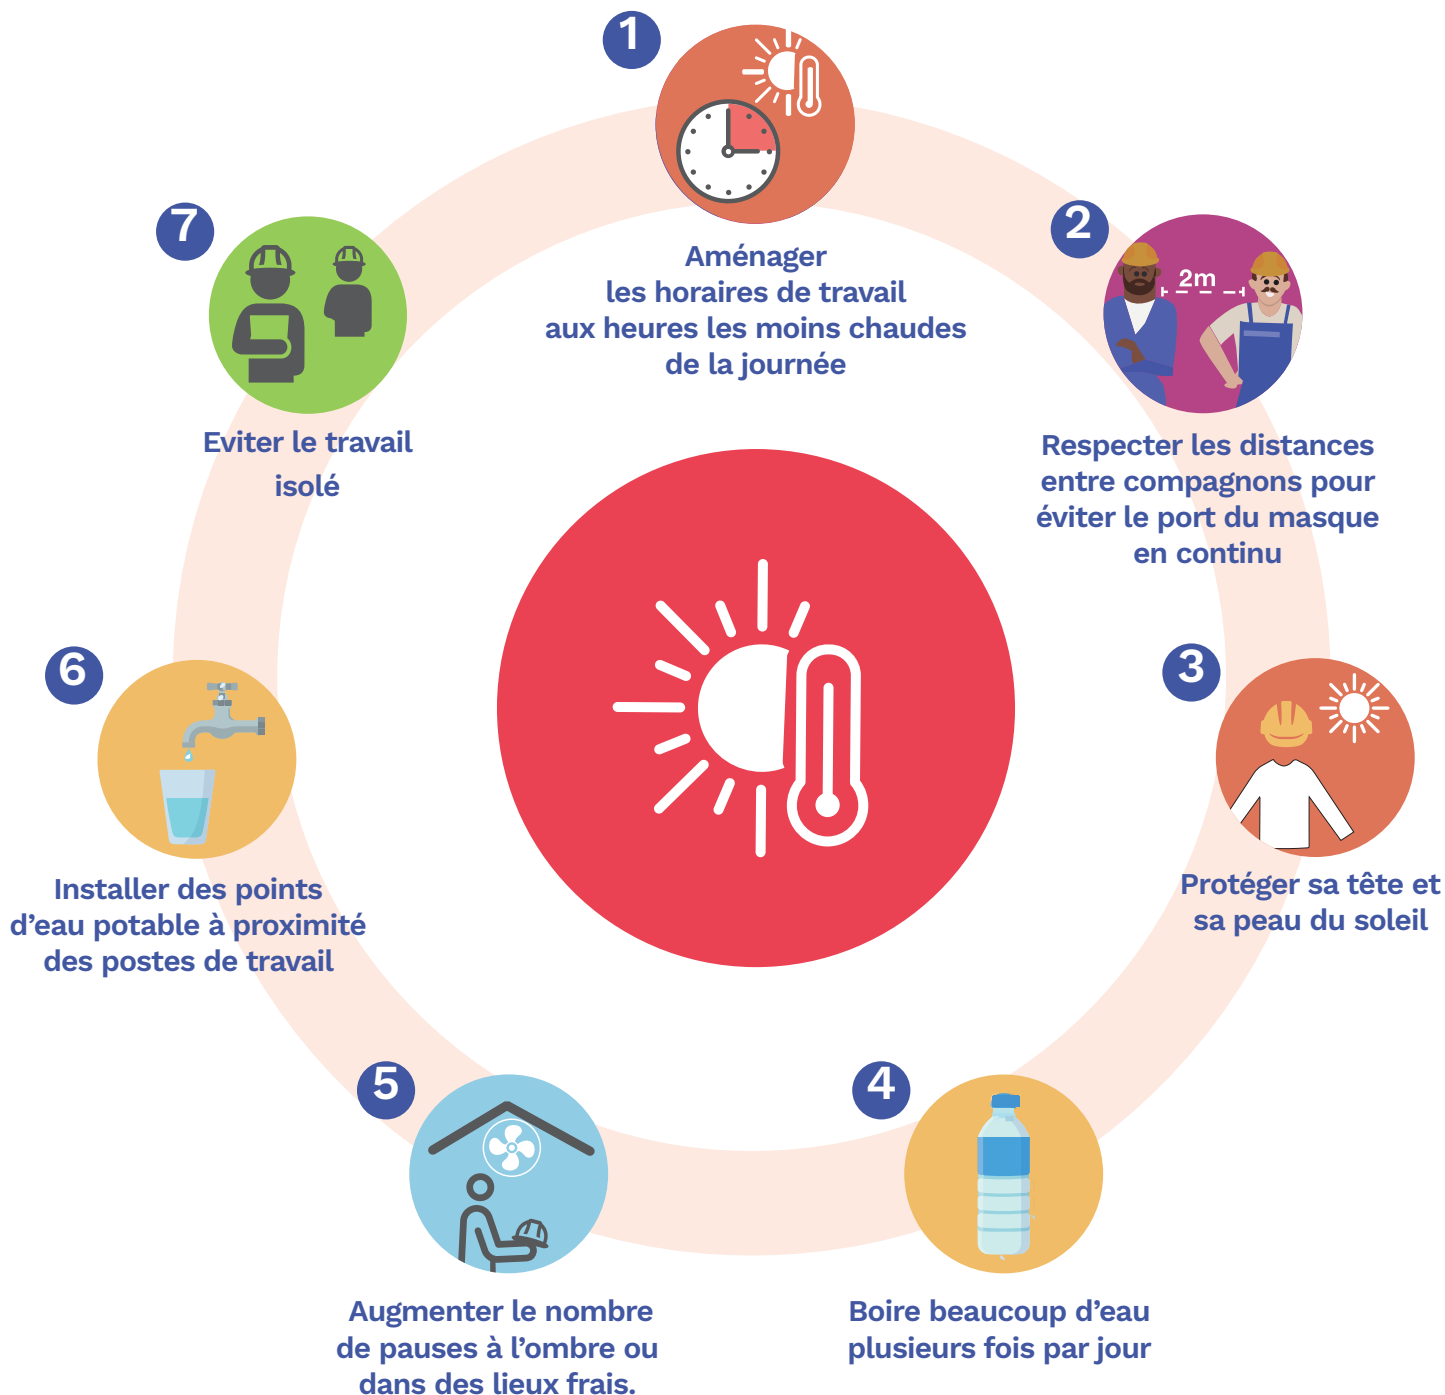 1
Aménager
les horaires de travail
aux heures les moins chaudes
de la journée
2
2m
Respecter les distances
entre compagnons pour
éviter le port du masque
en continu
3
Protéger sa tête et
sa peau du soleil
4
Boire beaucoup d’eau
plusieurs fois par jour
5
Augmenter le nombre
de pauses à l’ombre ou
dans des lieux frais.
6
Installer des points
d’eau potable à proximité
des postes de travail
7
Eviter le travail
isolé